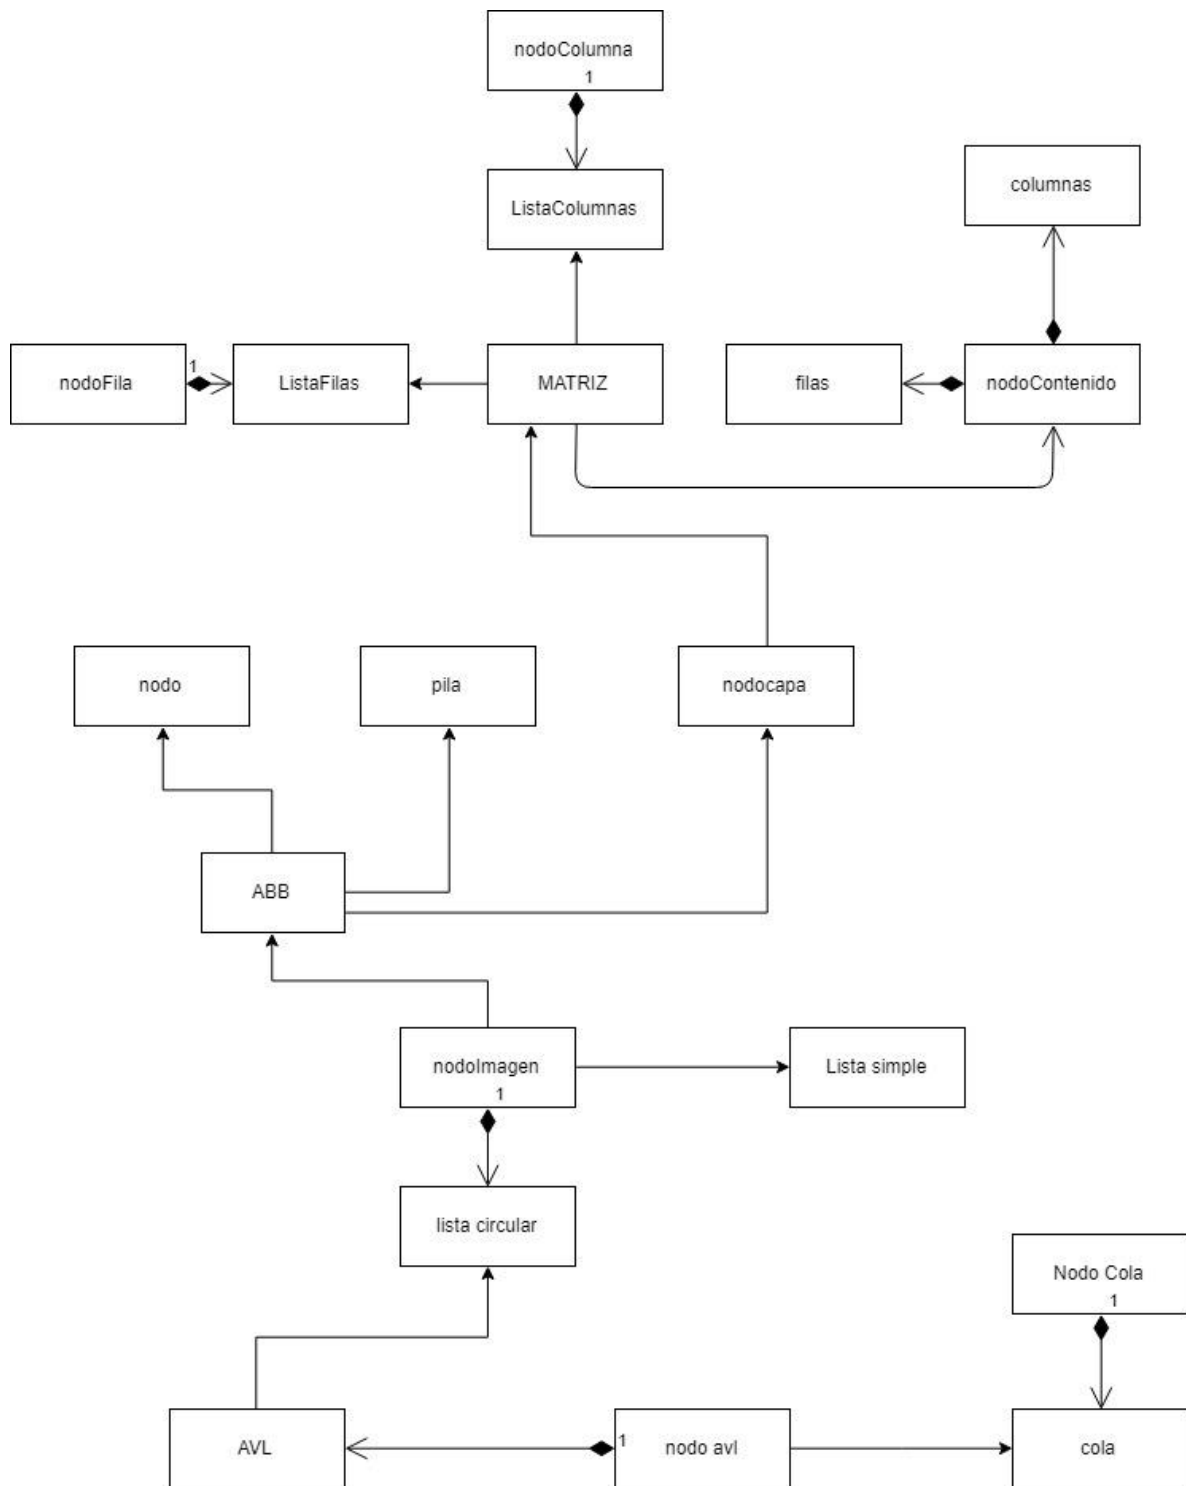 nodoColumna
1
ListaColumnas
columnas
nodoFila
1
ListaFilas
MATRIZ
filas
nodoContenido
nodo
pila
nodocapa
ABB
nodoImagen
1
Lista simple
lista circular
Nodo Cola
1
AVL
1
nodo avl
cola